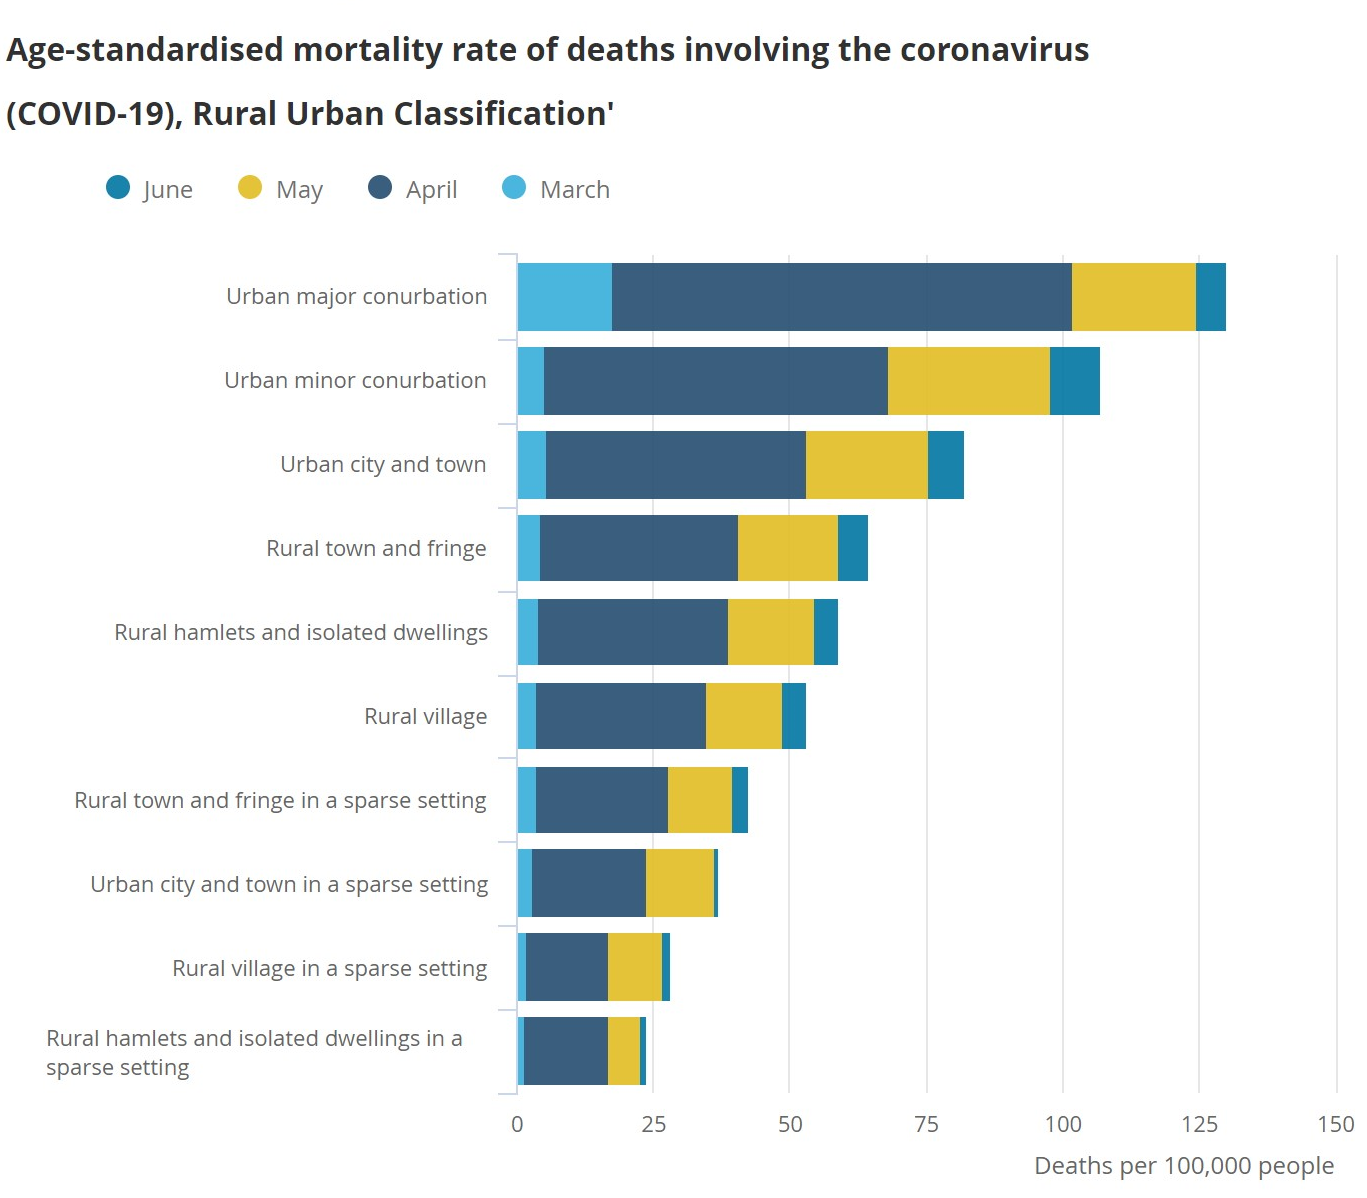 Age-standardised mortality rate of deaths involving the coronavirus
(COVID-19), Rural Urban Classification'
June May April March
Urban major conurbation
Urban minor conurbation
Urban city and town
Rural town and fringe
Rural hamlets and isolated dwellings
Rural village
Rural town and fringe in a sparse setting
Urban city and town in a sparse setting
Rural village in a sparse setting
Rural hamlets and isolated dwellings in a
sparse setting
0 25 50 75 100 125 150
Deaths per 100,000 people